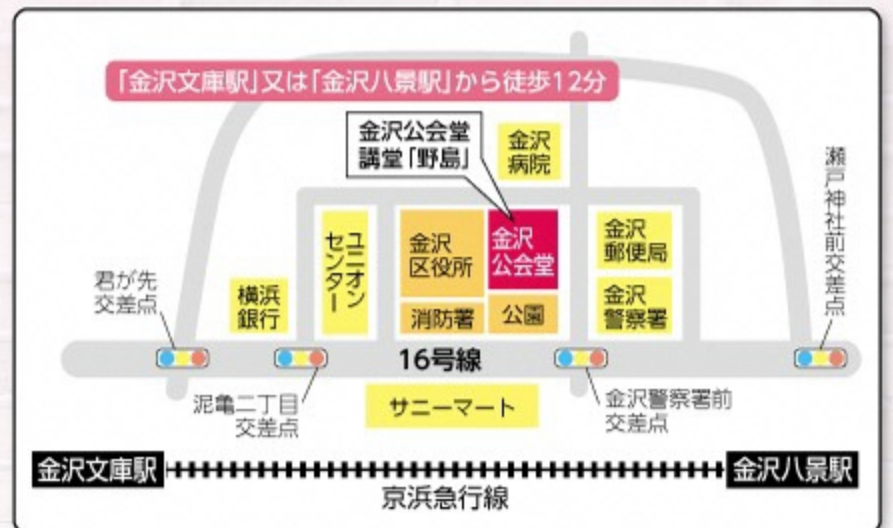 「金沢文庫駅」又は「金沢八景駅」から徒歩12分
金沢公会堂
講堂「野島」
金沢
病院
瀬戸神社前交差点
ユニオン
センター
金沢
区役所
金沢
公会堂
金沢
郵便局
君が先
交差点
横浜
銀行
消防署
公園
金沢
警察署
16号線
泥亀二丁目
交差点
サニーマート
金沢警察署前
交差点
金沢文庫駅
金沢八景駅
京浜急行線